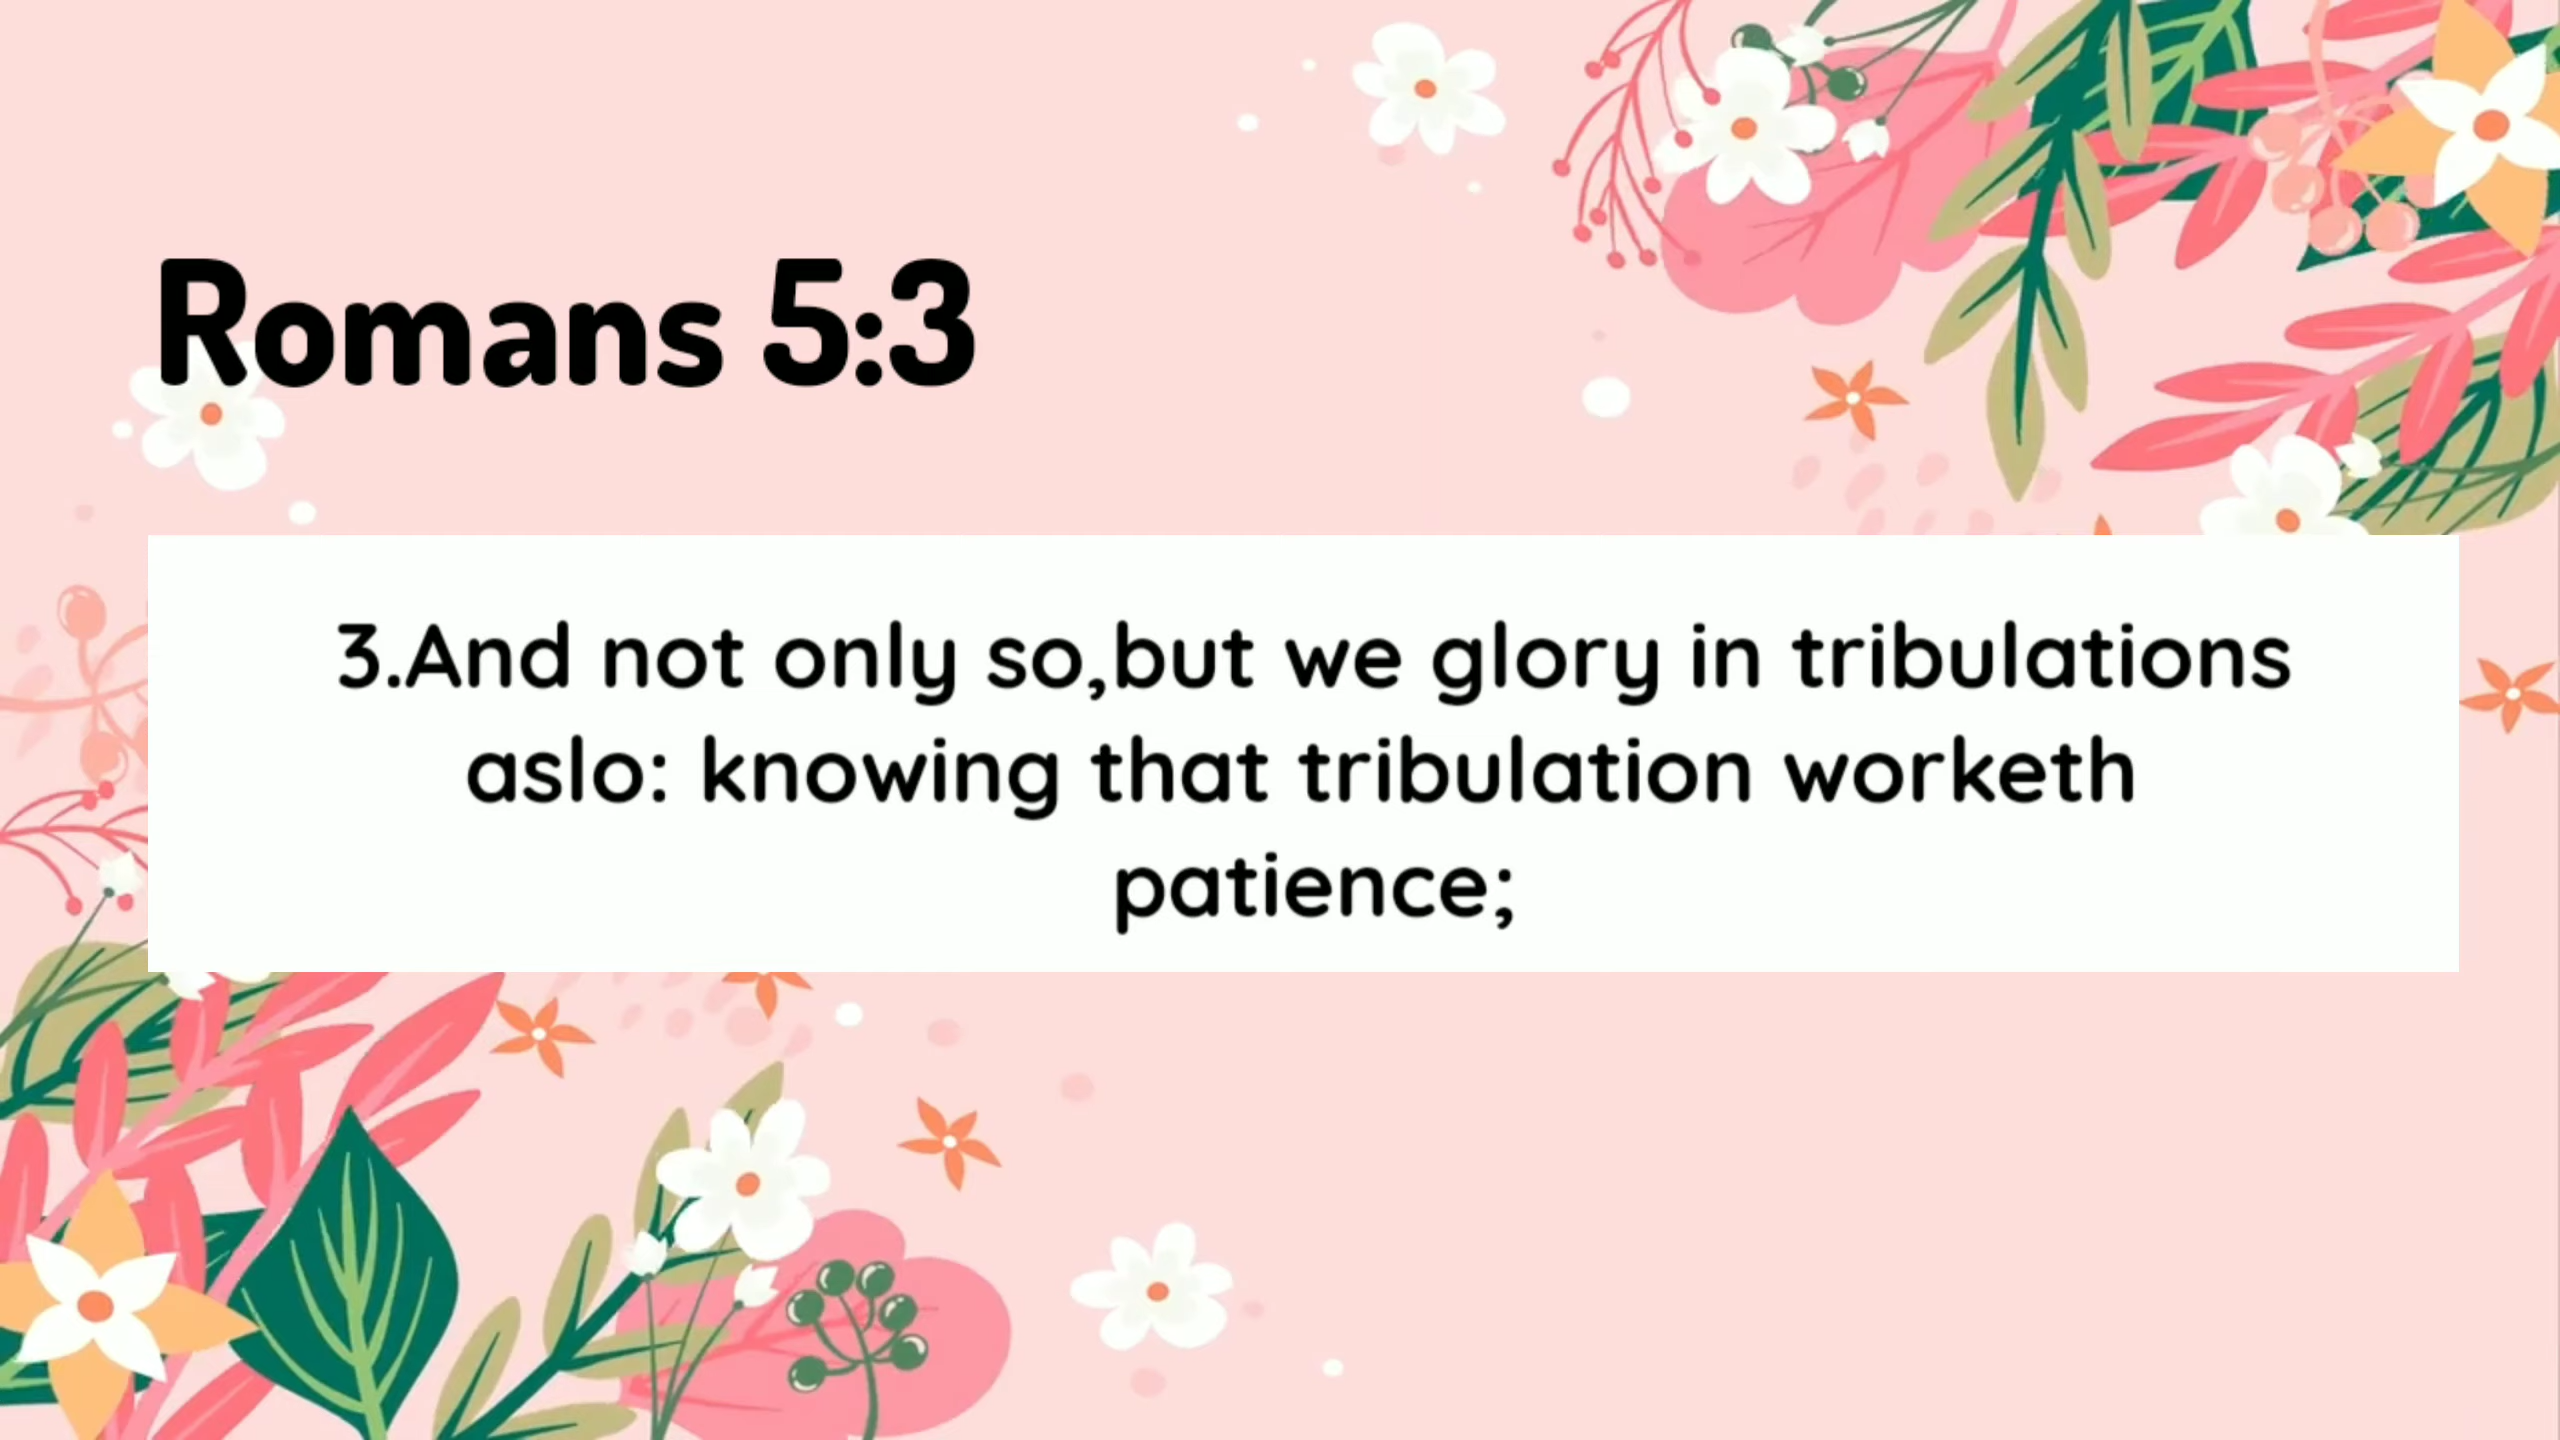 Romans 5:3
3.And not only so,but we glory in tribulations
aslo: knowing that tribulation worketh
patience;